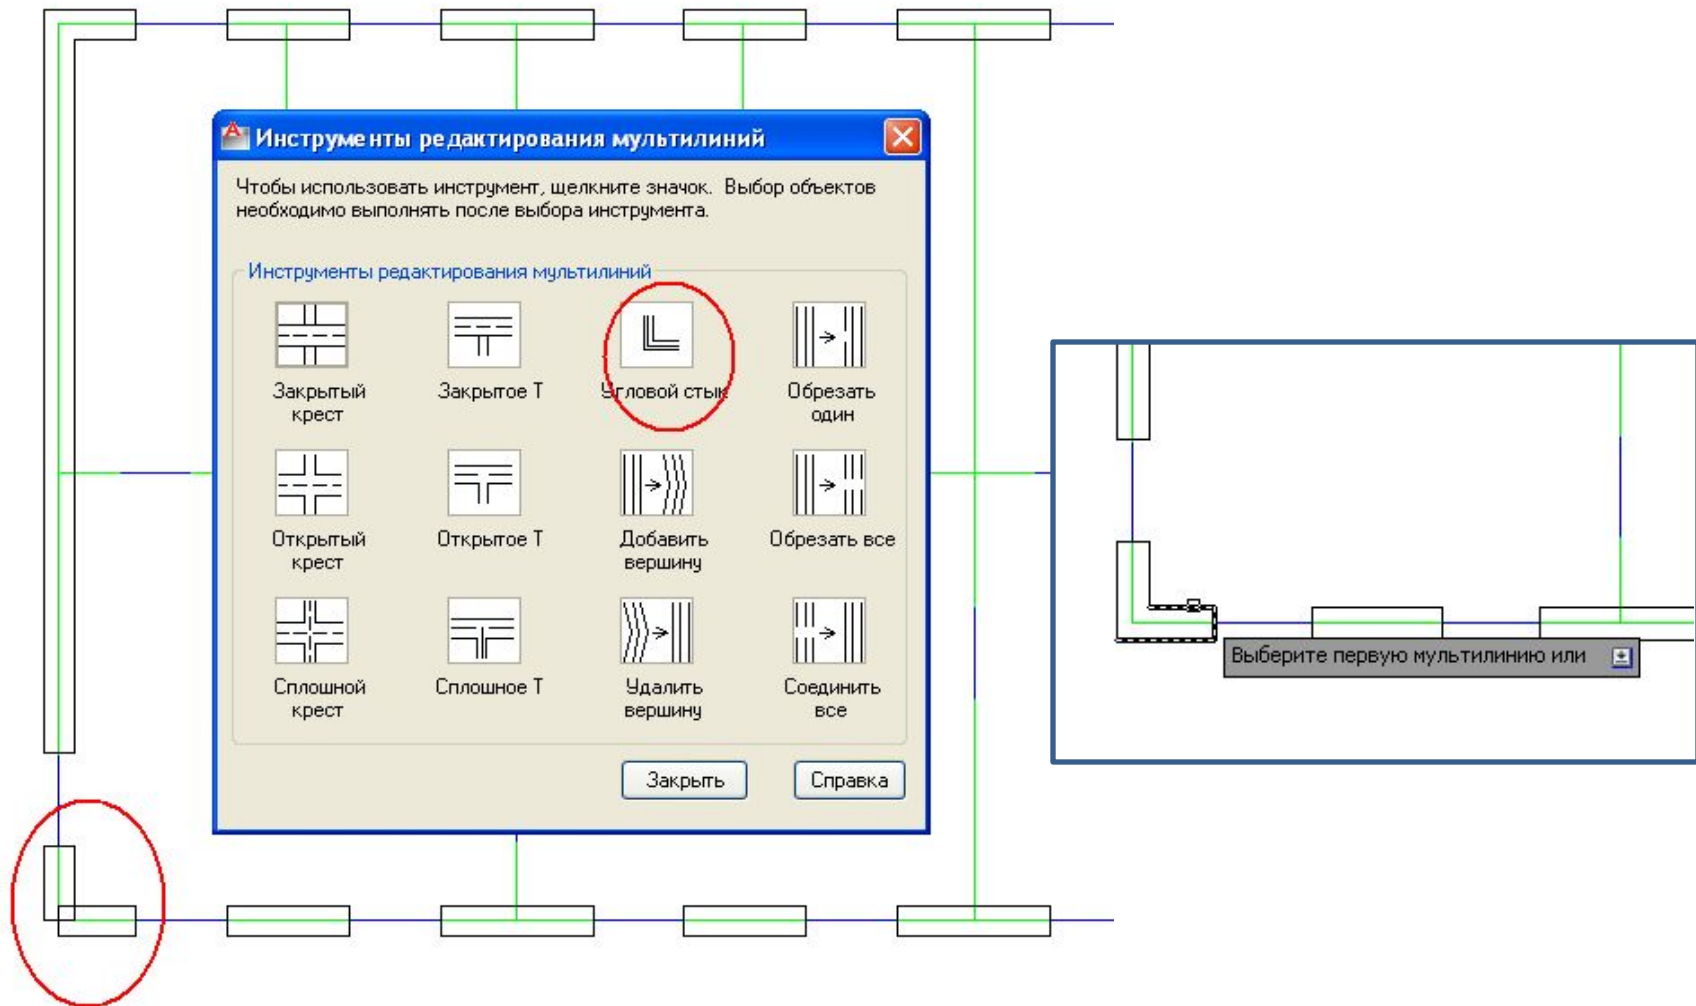 Инструменты редактирования мультилиний
Чтобы использовать инструмент, щелкните значок. Выбор объектов
необходимо выполнять после выбора инструмента.
Инструменты редактирования мультилиний
Закрытый
крест
Закрытое Т
Угловой стык
Обрезать
один
Открытый
крест
Открытое Т
Добавить
вершину
Обрезать все
Сплошной
крест
Сплошное Т
Удалить
вершину
Соединить
все
Закрыть
Справка
Выберите первую мультилинию или